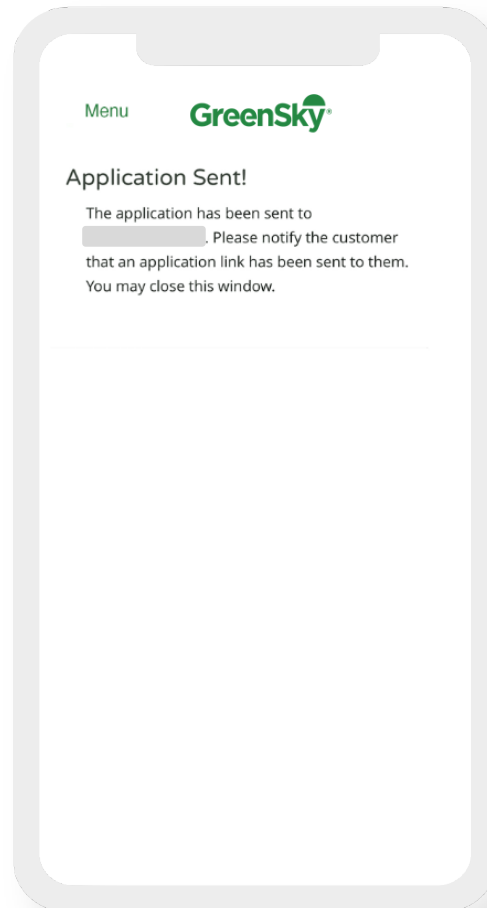 Menu
GreenSky®
Application Sent!
The application has been sent to
. Please notify the customer
that an application link has been sent to them.
You may close this window.